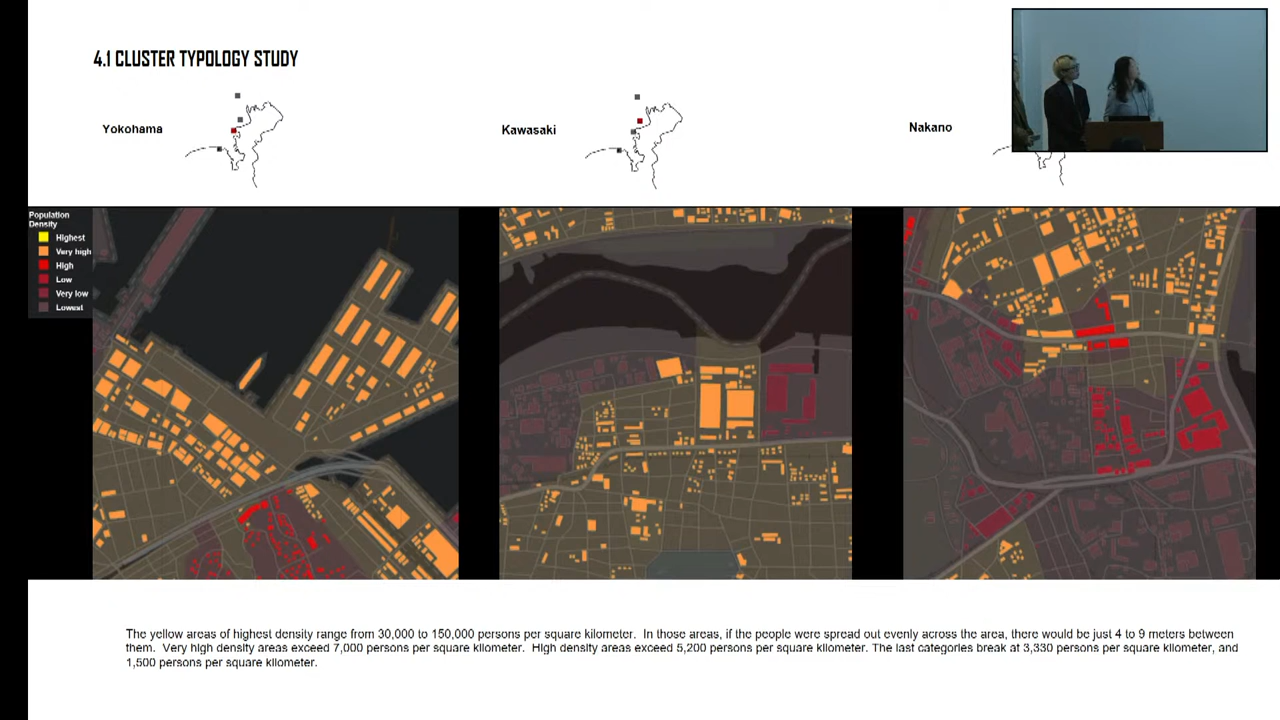 4.1 CLUSTER TYPOLOGY STUDY
Yokohama
Kawasaki
Nakano
Population
Density
Highest
Very high
High
Low
Very low
Lowest
The yellow areas of highest density range from 30,000 to 150,000 persons per square kilometer. In those areas, if the people were spread out evenly across the area, there would be just 4 to 9 meters between
them. Very high density areas exceed 7,000 persons per square kilometer. High density areas exceed 5,200 persons per square kilometer. The last categories break at 3,330 persons per square kilometer, and
1,500 persons per square kilometer.